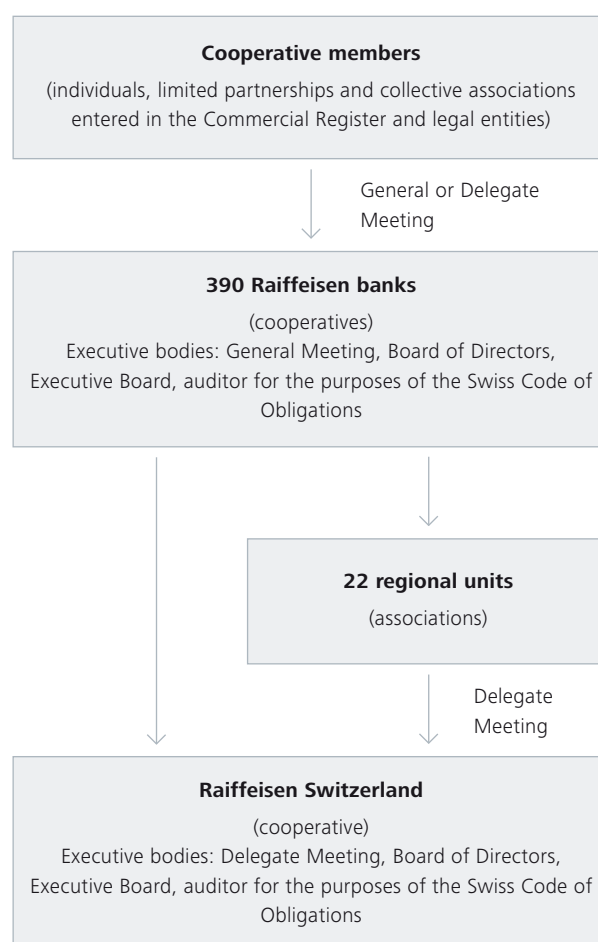 Cooperative members
(individuals, limited partnerships and collective associations
entered in the Commercial Register and legal entities)
General or Delegate
Meeting
390 Raiffeisen banks
(cooperatives)
Executive bodies: General Meeting, Board of Directors,
Executive Board, auditor for the purposes of the Swiss Code of
Obligations
22 regional units
(associations)
Delegate
Meeting
Raiffeisen Switzerland
(cooperative)
Executive bodies: Delegate Meeting, Board of Directors,
Executive Board, auditor for the purposes of the Swiss Code of
Obligations